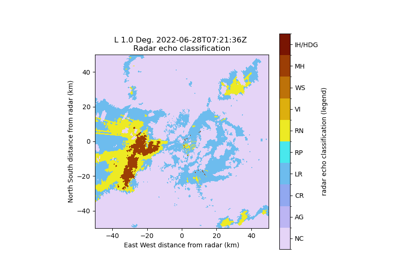 L 1.0 Deg. 2022-06-28T07:21:36Z
Radar echo classification
North South distance from radar (km)
40
20
0
−20
−40
−40 −20 0 20 40
East West distance from radar (km)
IH/HDG
MH
WS
VI
RN
RP
LR
CR
AG
NC
radar echo classification (legend)